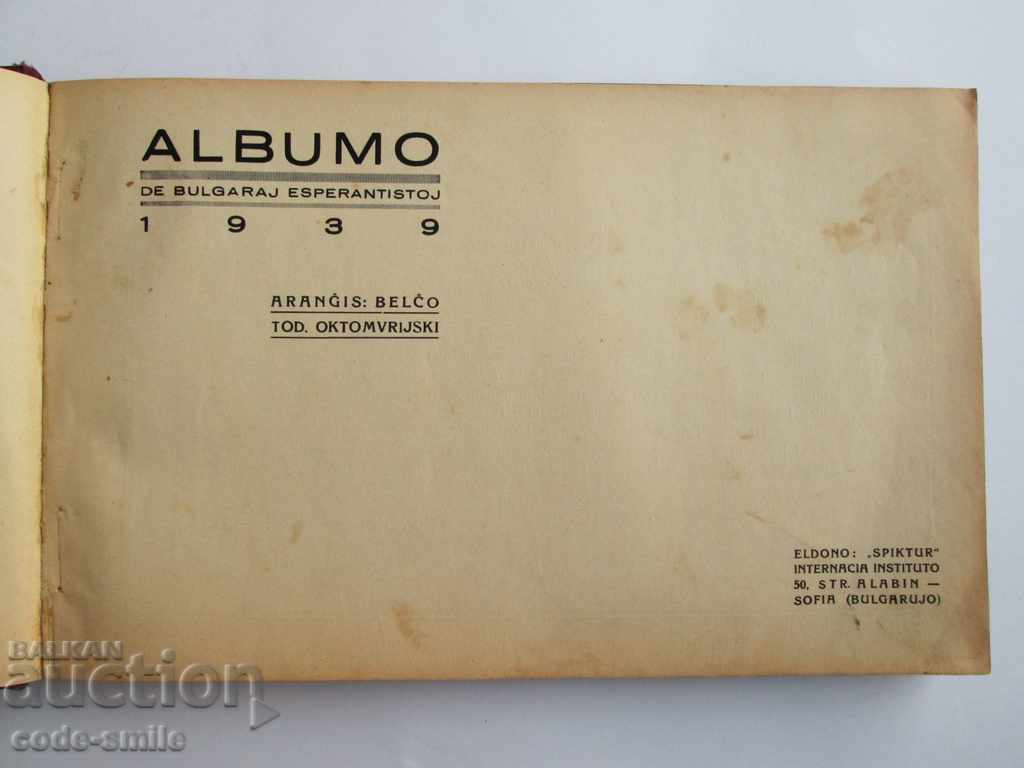 ALBUMO
DE BULGARAJ ESPERANTISTOJ
1 9 3 9
ARANĜIS: BELČO
TOD. OKTOMVRIJSKI
ELDONO: „SPIKTUR“
INTERNACIA INSTITUTO
50, STR. ALABIN —
SOFIA (BULGARUJO)
BALKAN
auction
code-smile